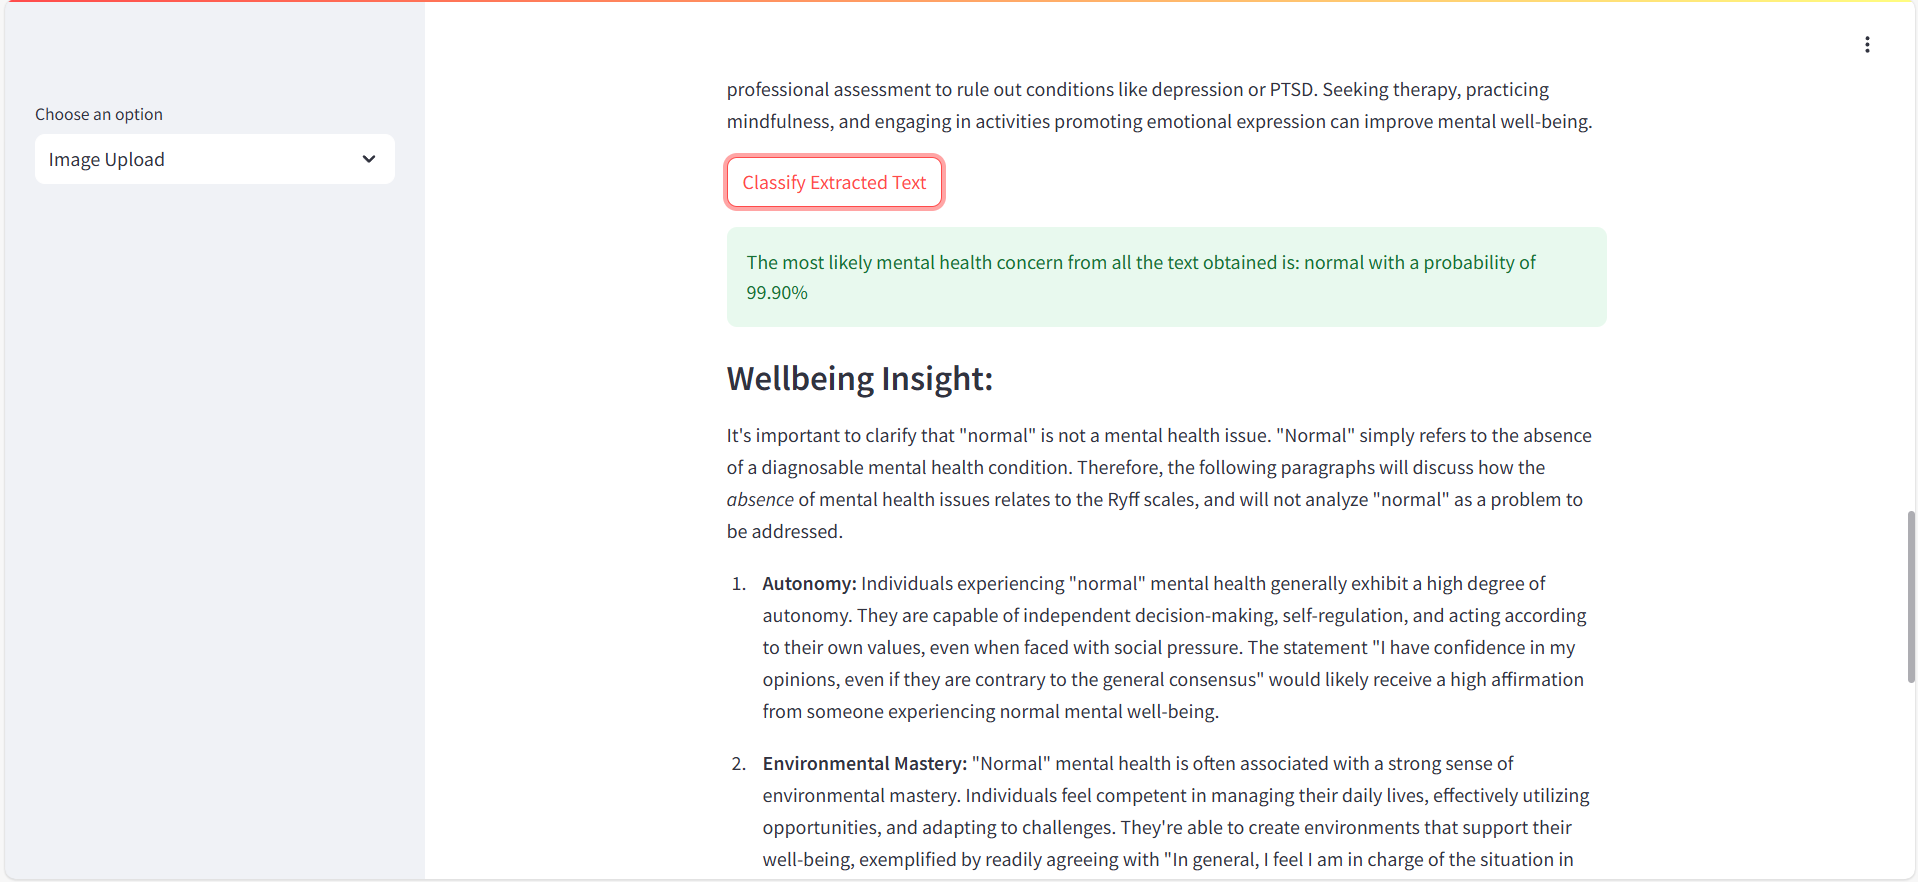 Choose an option
Image Upload
professional assessment to rule out conditions like depression or PTSD. Seeking therapy, practicing
mindfulness, and engaging in activities promoting emotional expression can improve mental well-being.
Classify Extracted Text
The most likely mental health concern from all the text obtained is: normal with a probability of
99.90%
Wellbeing Insight:
It's important to clarify that "normal" is not a mental health issue. "Normal" simply refers to the absence
of a diagnosable mental health condition. Therefore, the following paragraphs will discuss how the
absence of mental health issues relates to the Ryff scales, and will not analyze "normal" as a problem to
be addressed.
1. Autonomy: Individuals experiencing "normal" mental health generally exhibit a high degree of
autonomy. They are capable of independent decision-making, self-regulation, and acting according
to their own values, even when faced with social pressure. The statement "I have confidence in my
opinions, even if they are contrary to the general consensus" would likely receive a high affirmation
from someone experiencing normal mental well-being.
2. Environmental Mastery: "Normal" mental health is often associated with a strong sense of
environmental mastery. Individuals feel competent in managing their daily lives, effectively utilizing
opportunities, and adapting to challenges. They're able to create environments that support their
well-being, exemplified by readily agreeing with "In general, I feel I am in charge of the situation in